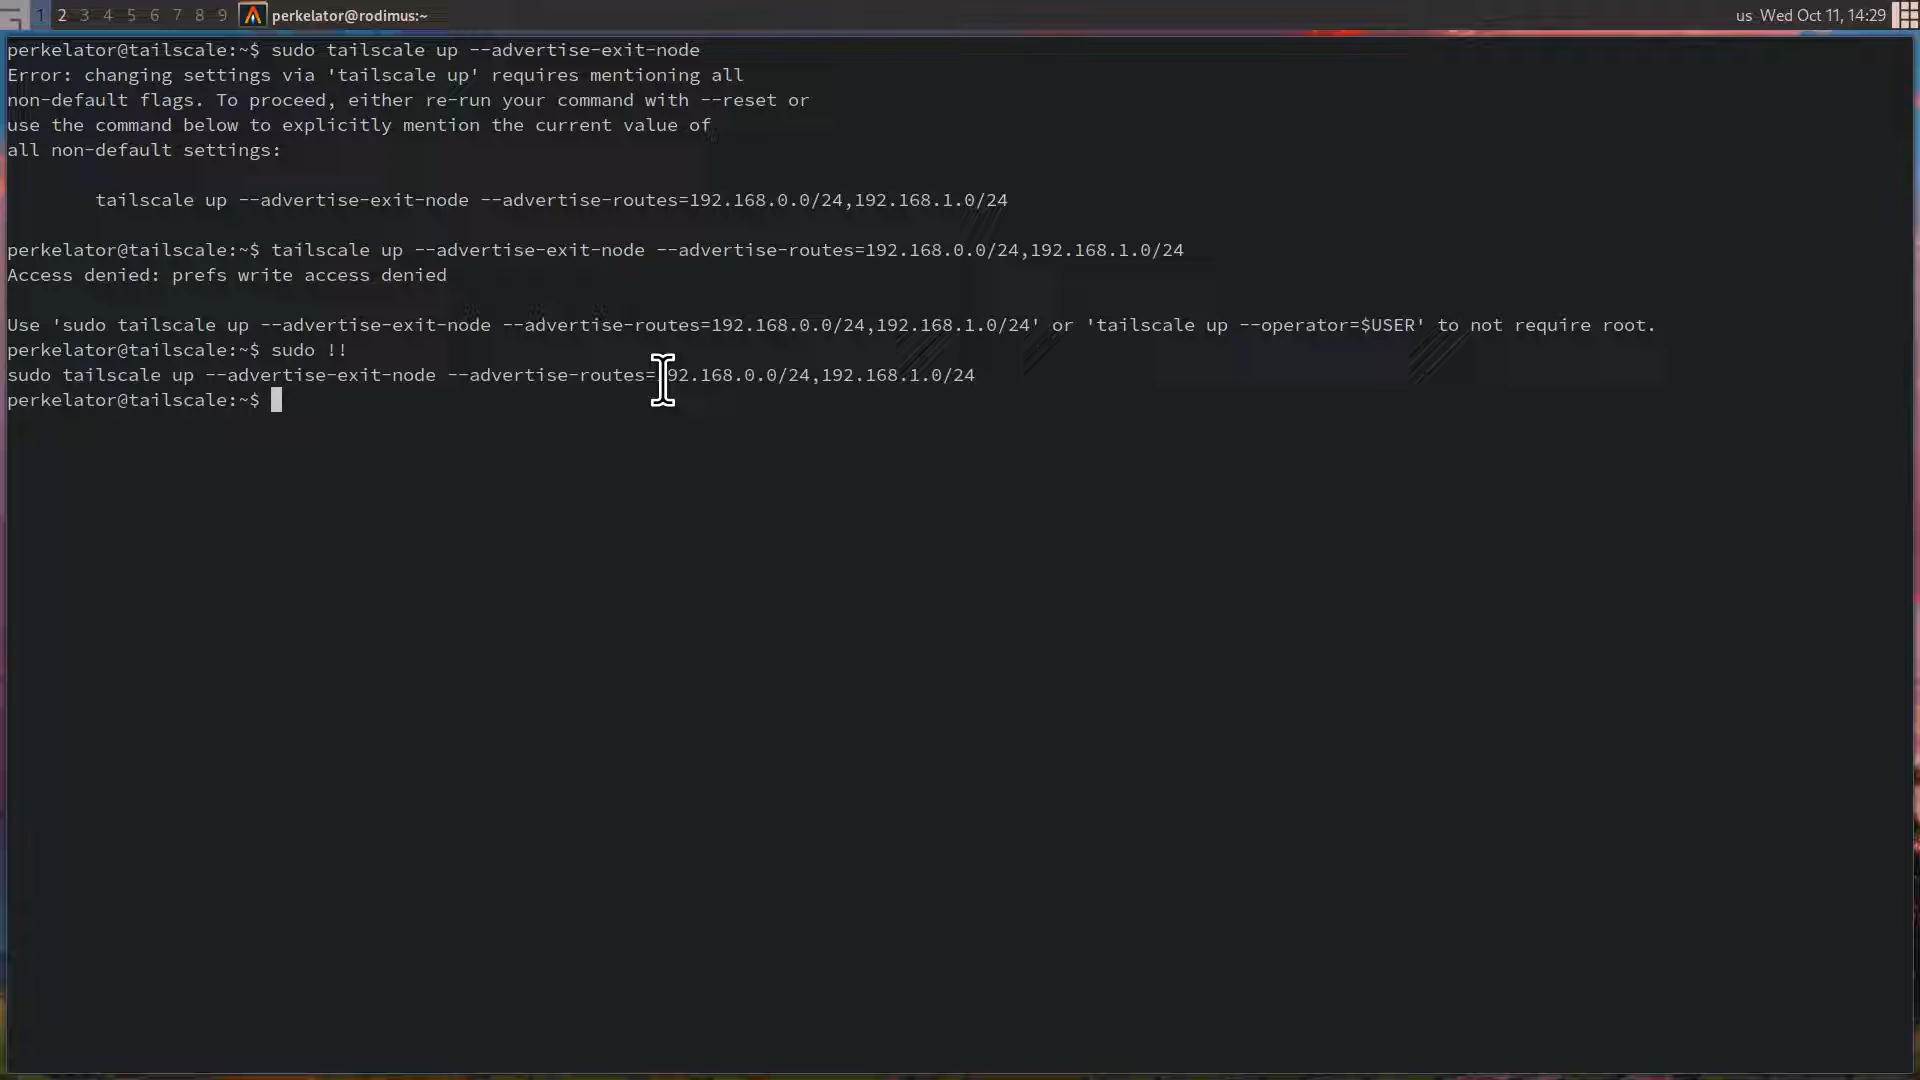 1 2 3 4 5 6 7 8 9 perkelator@rodimus:~ us Wed Oct 11, 14:29
perkelator@tailscale:~$ sudo tailscale up --advertise-exit-node
Error: changing settings via 'tailscale up' requires mentioning all
non-default flags. To proceed, either re-run your command with --reset or
use the command below to explicitly mention the current value of
all non-default settings:
tailscale up --advertise-exit-node --advertise-routes=192.168.0.0/24,192.168.1.0/24
perkelator@tailscale:~$ tailscale up --advertise-exit-node --advertise-routes=192.168.0.0/24,192.168.1.0/24
Access denied: prefs write access denied
Use 'sudo tailscale up --advertise-exit-node --advertise-routes=192.168.0.0/24,192.168.1.0/24' or 'tailscale up --operator=$USER' to not require root.
perkelator@tailscale:~$ sudo !!
sudo tailscale up --advertise-exit-node --advertise-routes=192.168.0.0/24,192.168.1.0/24
perkelator@tailscale:~$